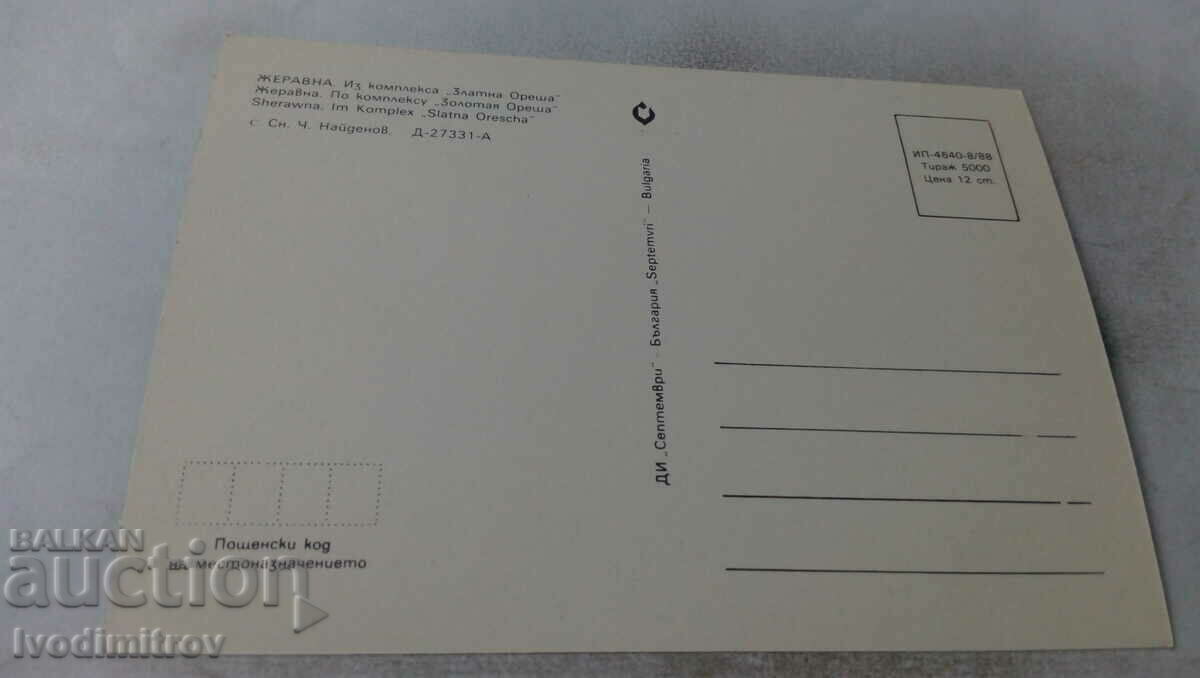 ЖЕРАВНА. Из комплекса „Златна Ореша"
Жеравна. По комплексу „Золотая Ореша"
Sherawna. Im Komplex „Slatna Orescha"
С Сн. Ч. Найденов. Д-27331-А
ДИ „Септември" - България „Septemvri" — Bulgaria
ИП-4640-8/88
Тираж 5000
Цена 12 ст.
Пощенски код
на местоназначението
BALKAN
auction
Ivodimitrov